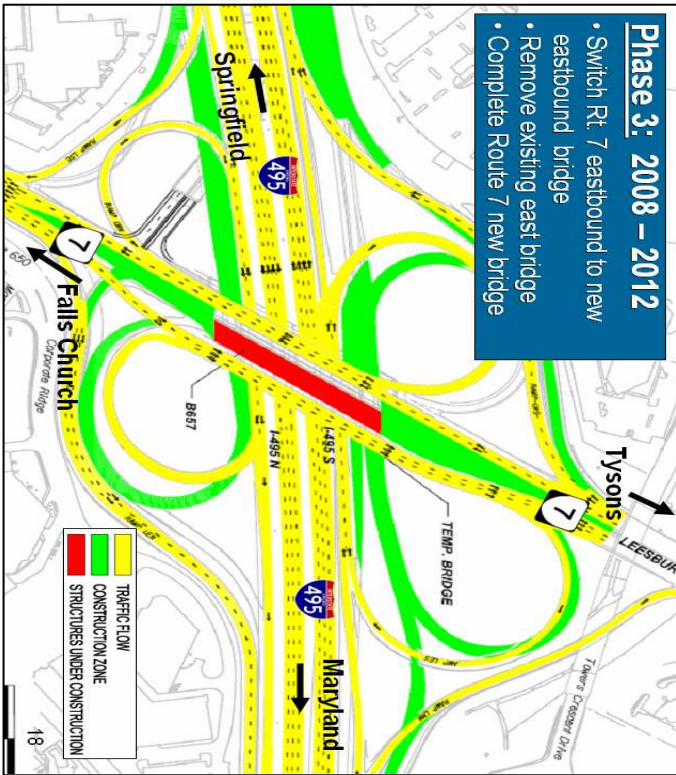 Phase 3: 2008 – 2012
• Switch Rt. 7 eastbound to new
eastbound bridge
• Remove existing east bridge
• Complete Route 7 new bridge
Tysons
7
LEESBUR
Towers Crescent Drive
Springfield
INTERSTATE
495
TEMP. BRIDGE
I-495 S
I-495 N
B657
7
650
Falls Church
Corporate Ridge
495
Maryland
TRAFFIC FLOW
CONSTRUCTION ZONE
STRUCTURES UNDER CONSTRUCTION
18